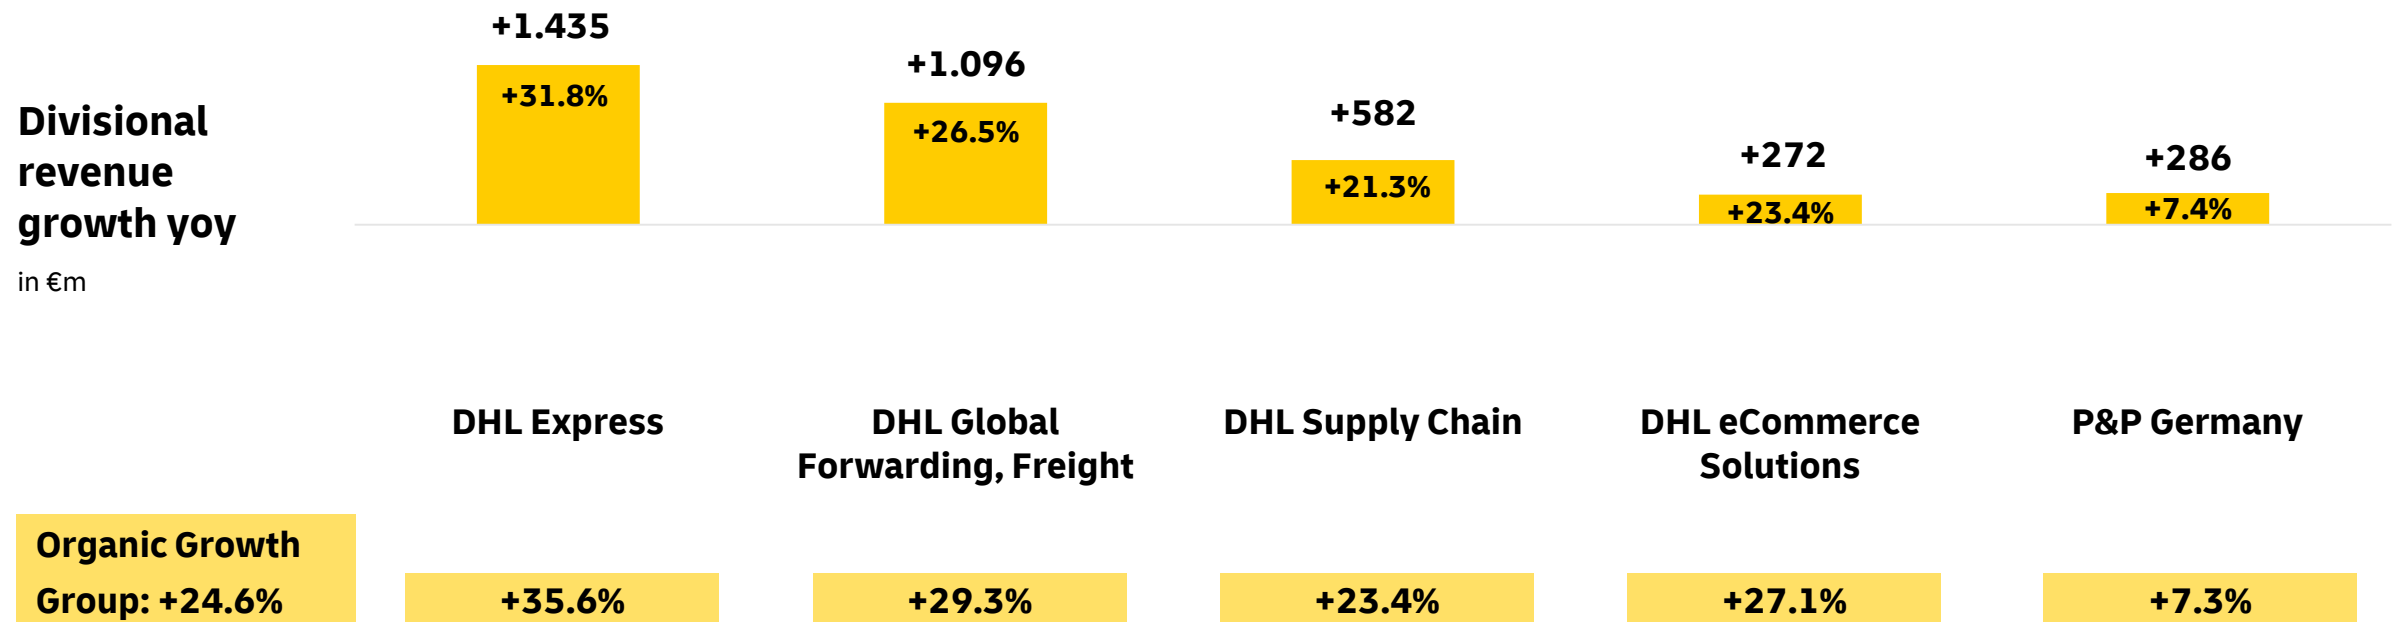 Divisional
revenue
growth yoy
in €m
+1.435
+31.8%
+1.096
+26.5%
+582
+21.3%
+272
+23.4%
+286
+7.4%
DHL Express
DHL Global
Forwarding, Freight
DHL Supply Chain
DHL eCommerce
Solutions
P&P Germany
Organic Growth
Group: +24.6%
+35.6%
+29.3%
+23.4%
+27.1%
+7.3%